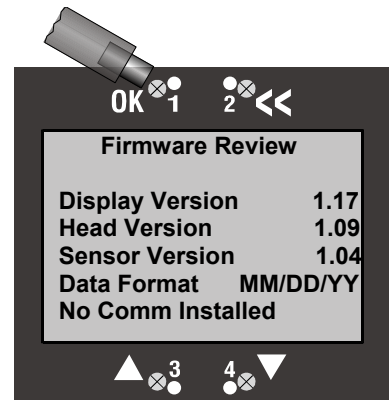 OK 1 2 <<
Firmware Review
Display Version 1.17
Head Version 1.09
Sensor Version 1.04
Data Format MM/DD/YY
No Comm Installed
3 4